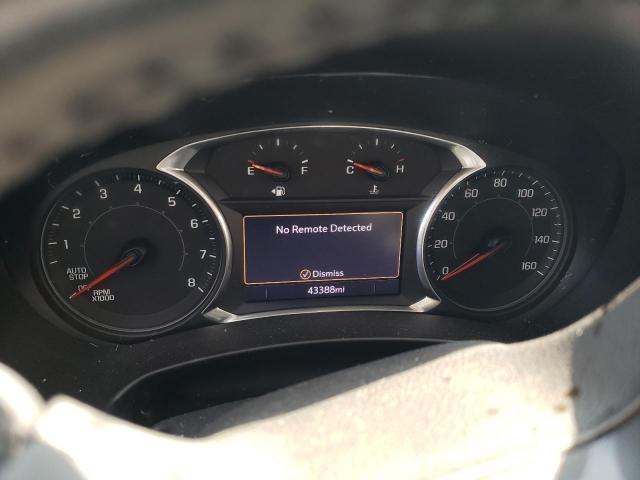 E F C H
1 2 3 4 5 6 7 8
AUTO
STOP
RPM
X1000
No Remote Detected
Dismiss
43388mi
0 20 40 60 80 100 120 140 160